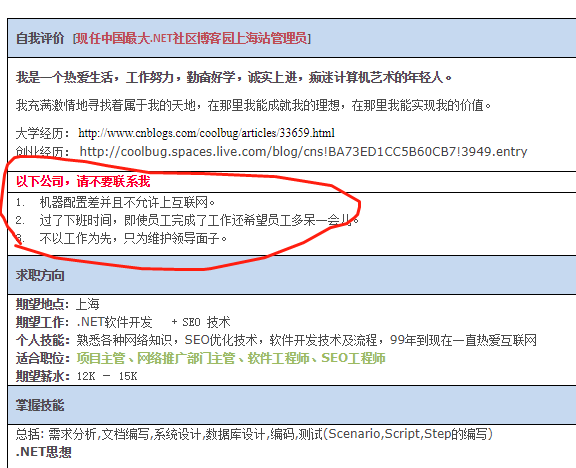 自我评价 [现任中国最大.NET社区博客园上海站管理员]
我是一个热爱生活，工作努力，勤奋好学，诚实上进，痴迷计算机艺术的年轻人。
我充满激情地寻找着属于我的天地，在那里我能成就我的理想，在那里我能实现我的价值。
大学经历： http://www.cnblogs.com/coolbug/articles/33659.html
创业经历： http://coolbug.spaces.live.com/blog/cns!BA73ED1CC5B60CB7!3949.entry
以下公司，请不要联系我
1. 机器配置差并且不允许上互联网。
2. 过了下班时间，即使员工完成了工作还希望员工多呆一会儿。
3. 不以工作为先，只为维护领导面子。
求职方向
期望地点：上海
期望工作：.NET软件开发 + SEO 技术
个人技能：熟悉各种网络知识，SEO优化技术，软件开发技术及流程，99年到现在一直热爱互联网
适合职位：项目主管、网络推广部门主管、软件工程师、SEO工程师
期望薪水：12K － 15K
掌握技能
总括: 需求分析,文档编写,系统设计,数据库设计,编码,测试(Scenario,Script,Step的编写)
.NET思想